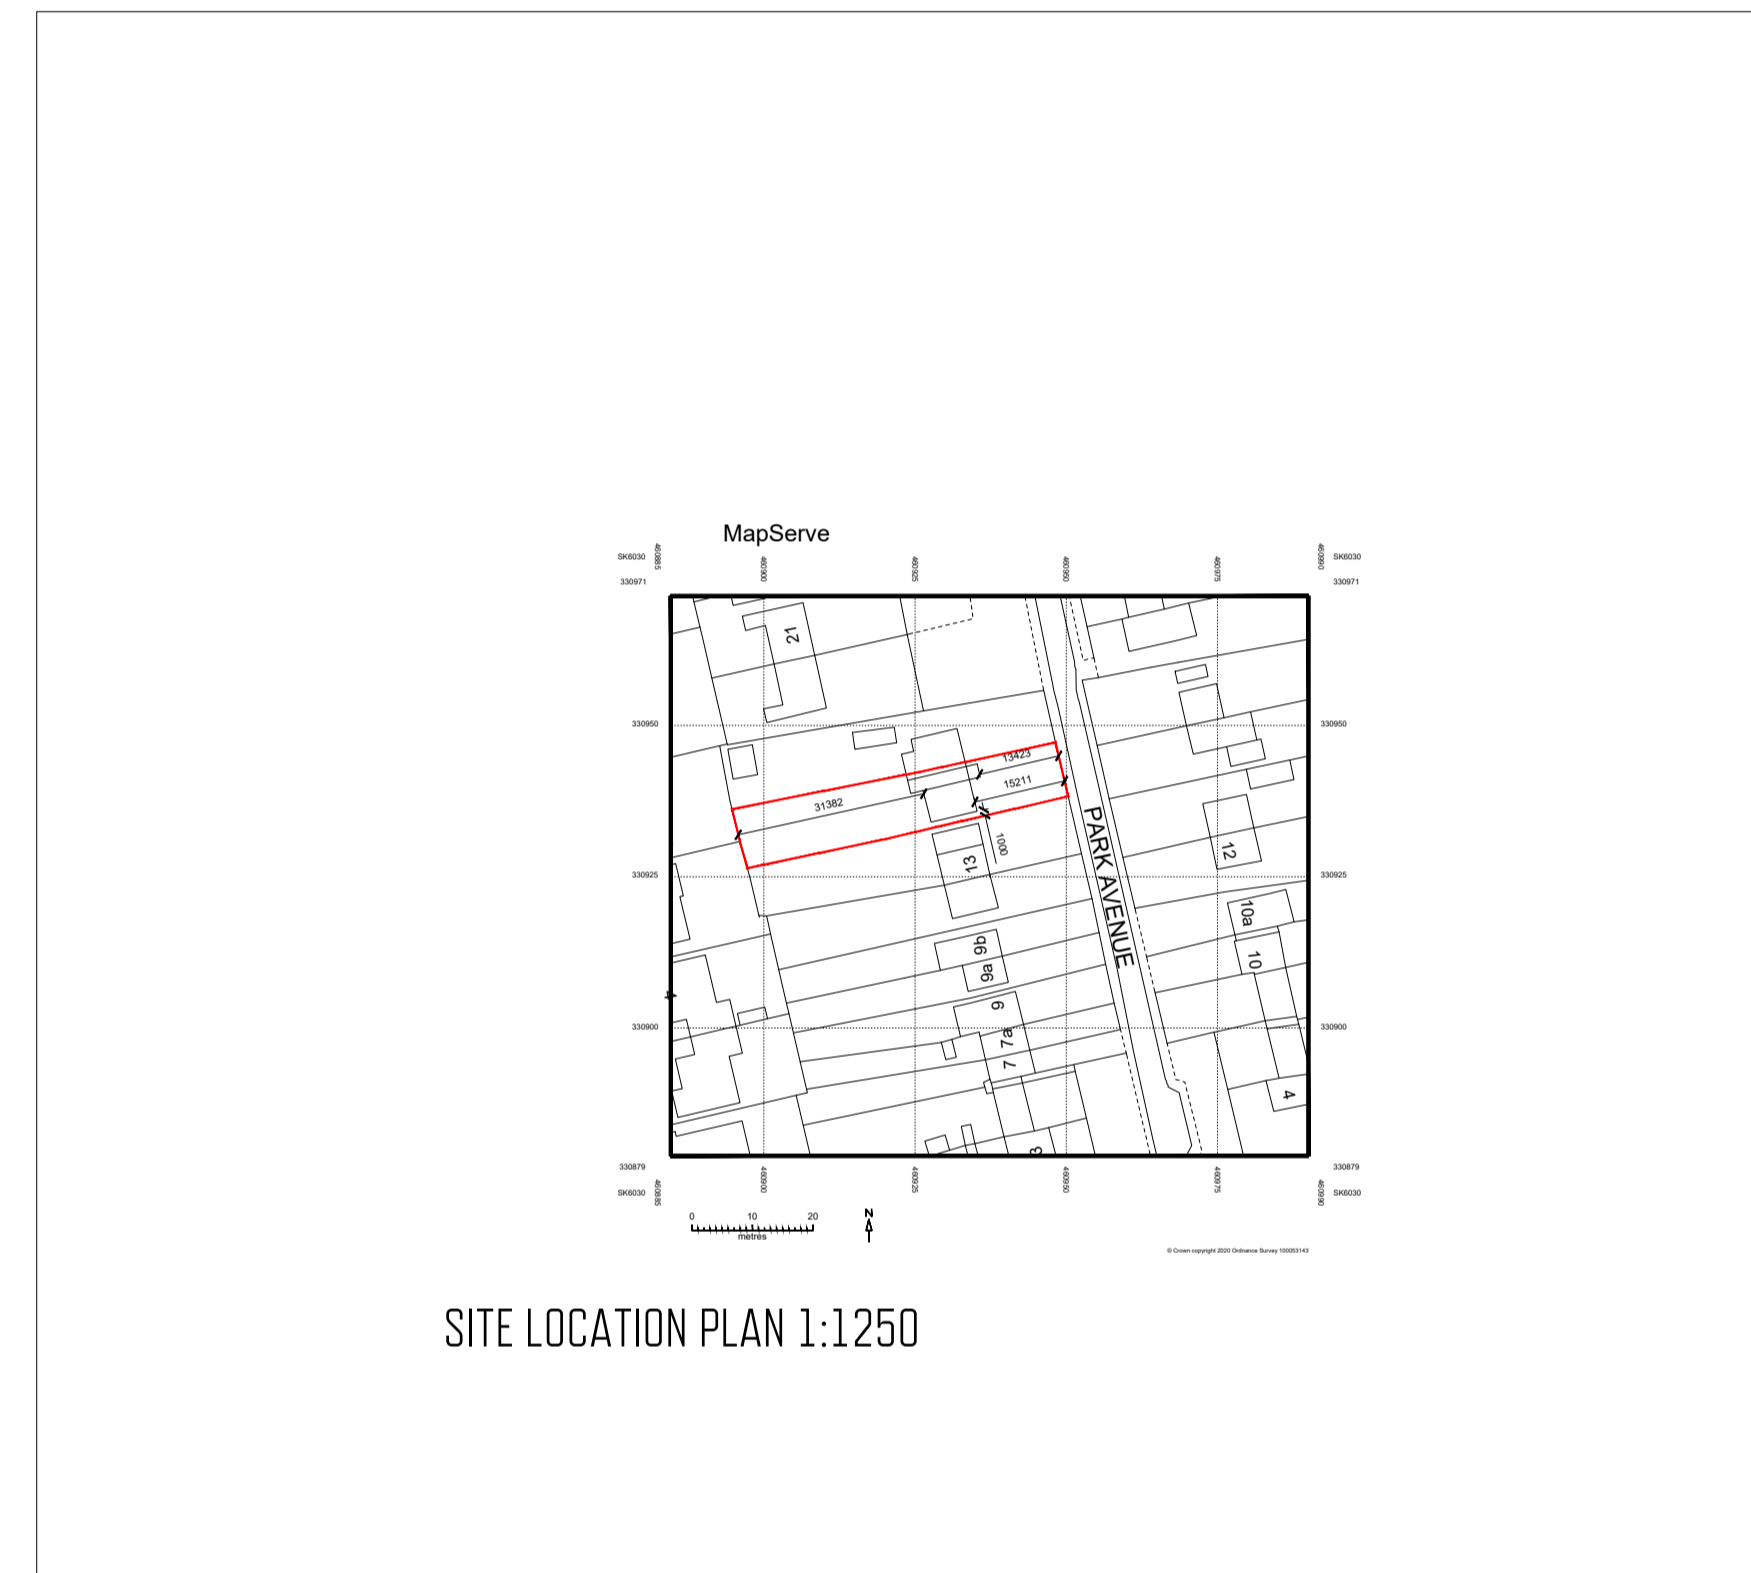 MapServe
SK6030 460885 460900 460925 460950 460975 460990 SK6030
330971 330971
21
330950 330950
13423
15211
31382
1000
13
PARK AVENUE
12
330925 330925
10a
10
9b
9a
9
7a
7
4
4
3
330900 330900
330879 330879
SK6030 460885 460900 460925 460950 460975 460990 SK6030
0 10 20
metres
N
© Crown copyright 2020 Ordnance Survey 100053143
SITE LOCATION PLAN 1:1250